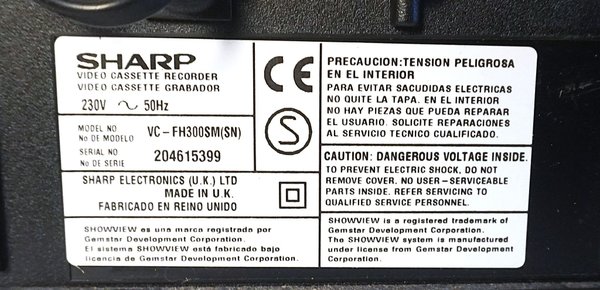 SHARP
VIDEO CASSETTE RECORDER
VIDEO CASSETTE GRABADOR
230V ∿ 50Hz
MODEL NO
No DE MODELO
VC-FH300SM(SN)
SERIAL NO
No DE SERIE
204615399
SHARP ELECTRONICS (U.K.) LTD
MADE IN U.K.
FABRICADO EN REINO UNIDO
SHOWVIEW es una marca registrada por
Gemstar Development Corporation.
El sistema SHOWVIEW está fabricado bajo
licencia de Gemstar Development Corporation.
CE
S
PRECAUCION:TENSION PELIGROSA
EN EL INTERIOR
PARA EVITAR SACUDIDAS ELECTRICAS
NO QUITE LA TAPA. EN EL INTERIOR
NO HAY PIEZAS QUE PUEDA REPARAR
EL USUARIO. SOLICITE REPARACIONES
AL SERVICIO TECNICO CUALIFICADO.
CAUTION: DANGEROUS VOLTAGE INSIDE.
TO PREVENT ELECTRIC SHOCK, DO NOT
REMOVE COVER. NO USER-SERVICEABLE
PARTS INSIDE. REFER SERVICING TO
QUALIFIED SERVICE PERSONNEL.
SHOWVIEW is a registered trademark of
Gemstar Development Corporation.
The SHOWVIEW system is manufactured
under license from Gemstar Development
Corporation.